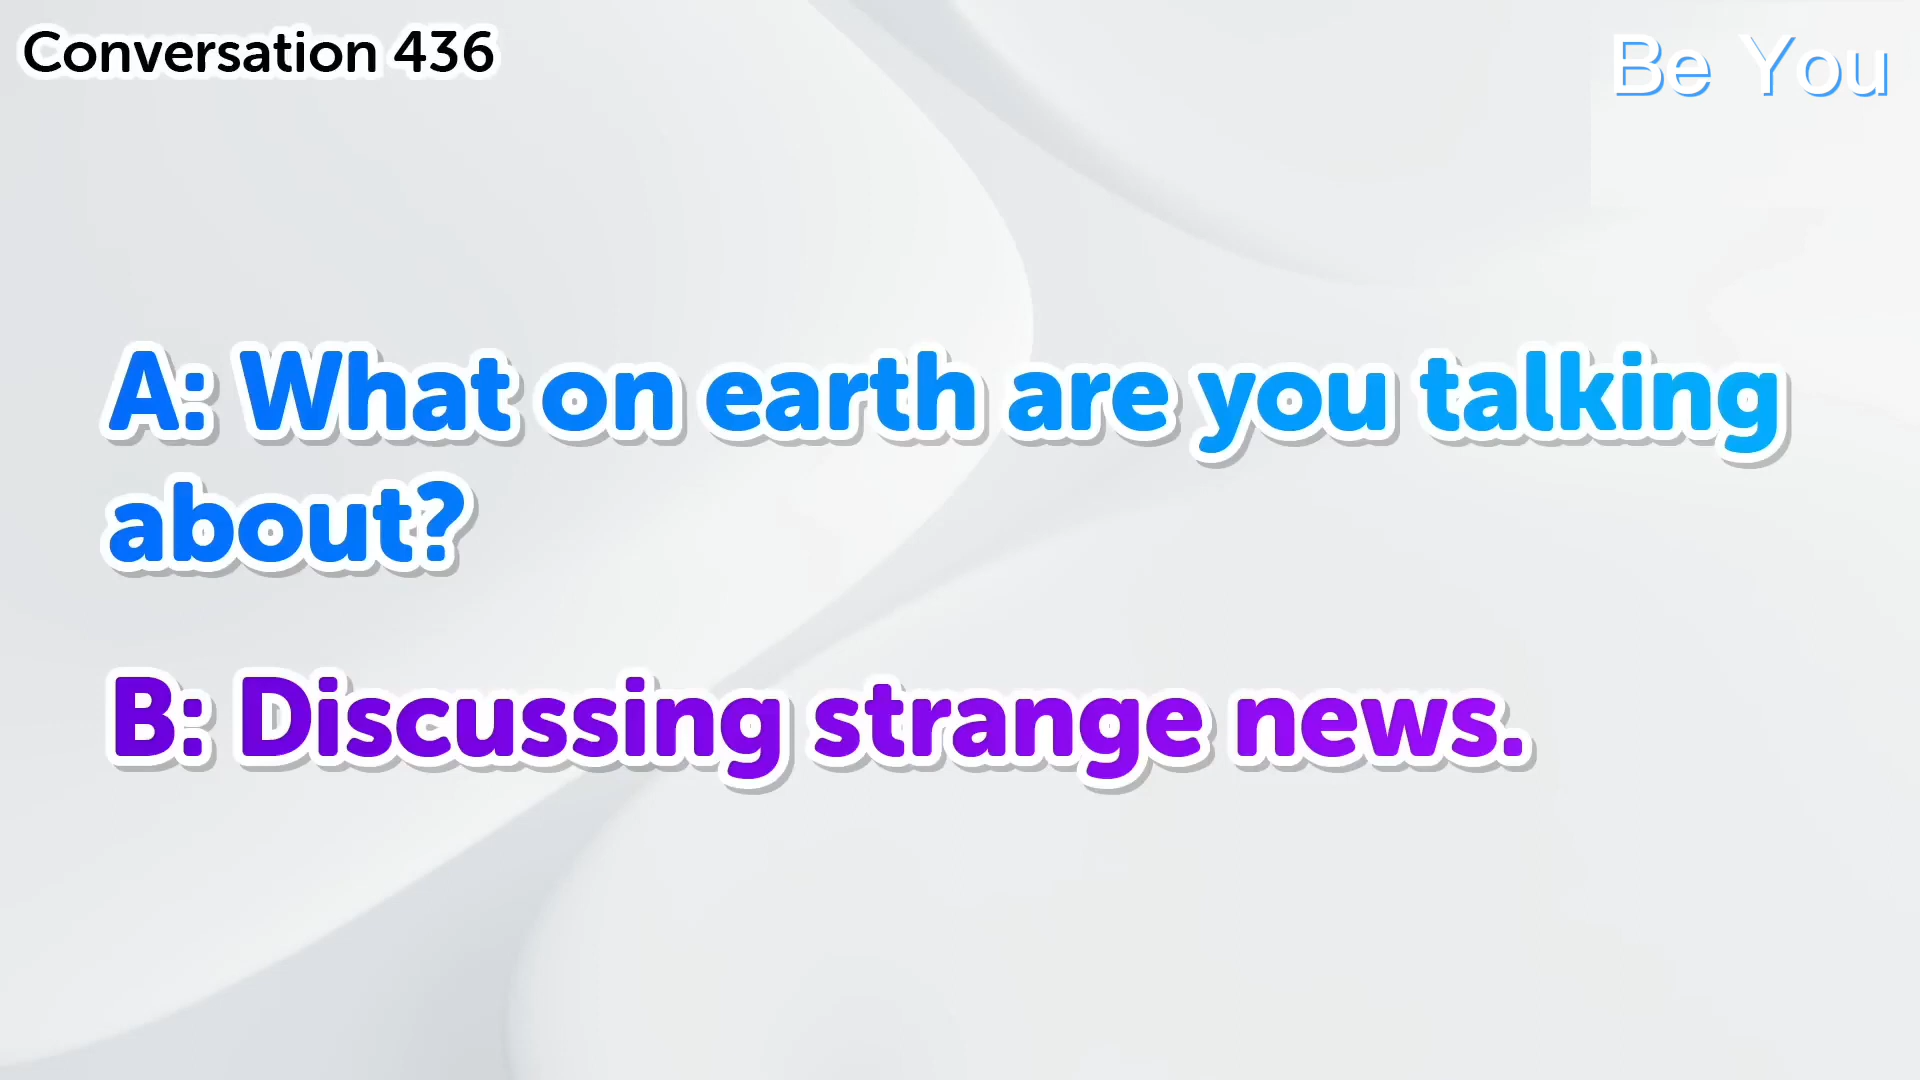 Conversation 436
Be You
A: What on earth are you talking
about?
B: Discussing strange news.